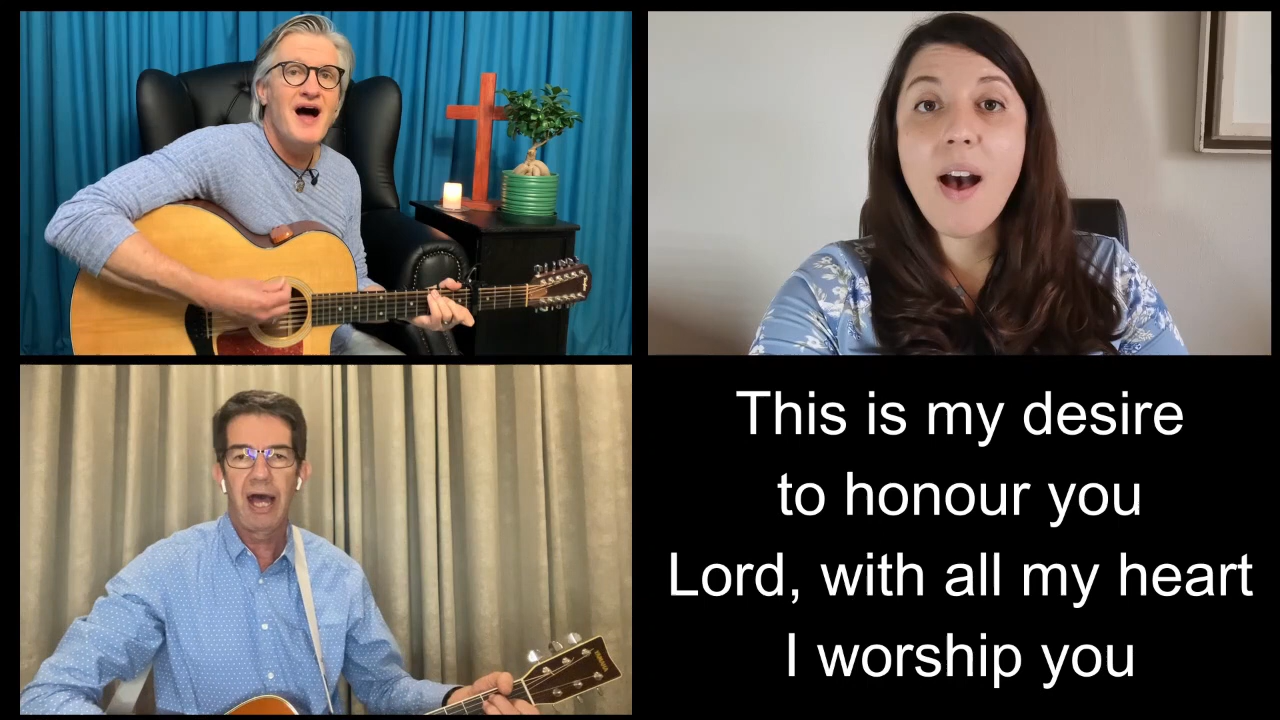 This is my desire
to honour you
Lord, with all my heart
I worship you